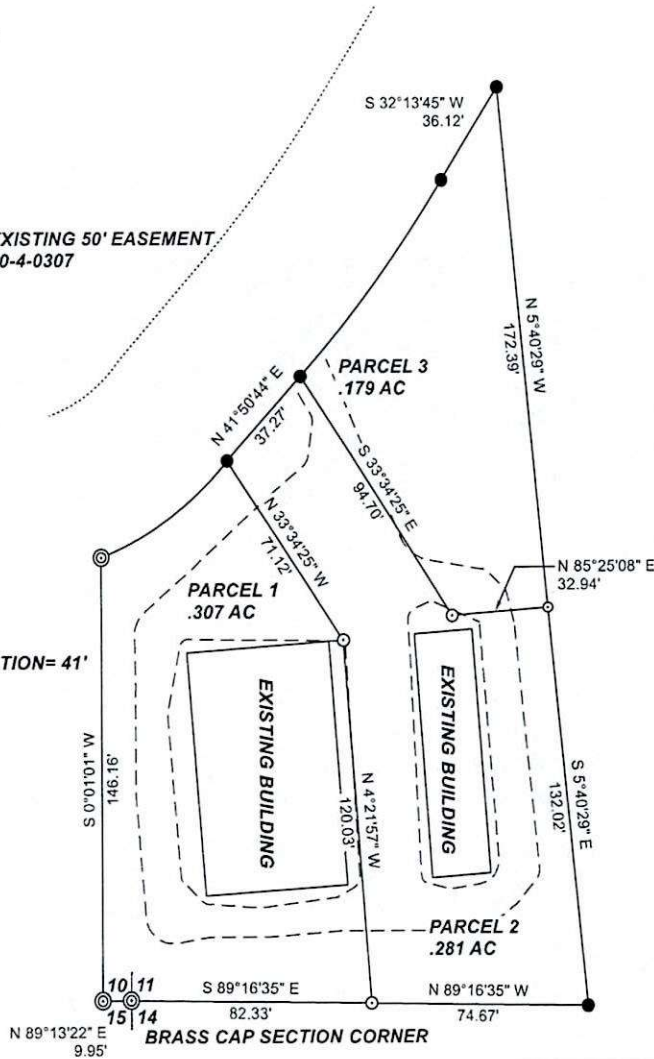 S 32°13'45" W
36.12'
EXISTING 50' EASEMENT
0-4-0307
N 5°40'29" W
172.39'
PARCEL 3
.179 AC
N 41°50'44" E
37.27'
S 33°34'25" E
94.70'
N 33°34'25" W
71.12'
N 85°25'08" E
32.94'
PARCEL 1
.307 AC
TION= 41'
EXISTING BUILDING
EXISTING BUILDING
S 0°01'01" W
146.16'
N 4°21'57" W
120.03'
S 5°40'29" E
132.02'
PARCEL 2
.281 AC
10 11
15 14
S 89°16'35" E
82.33'
N 89°16'35" W
74.67'
N 89°13'22" E
9.95'
BRASS CAP SECTION CORNER